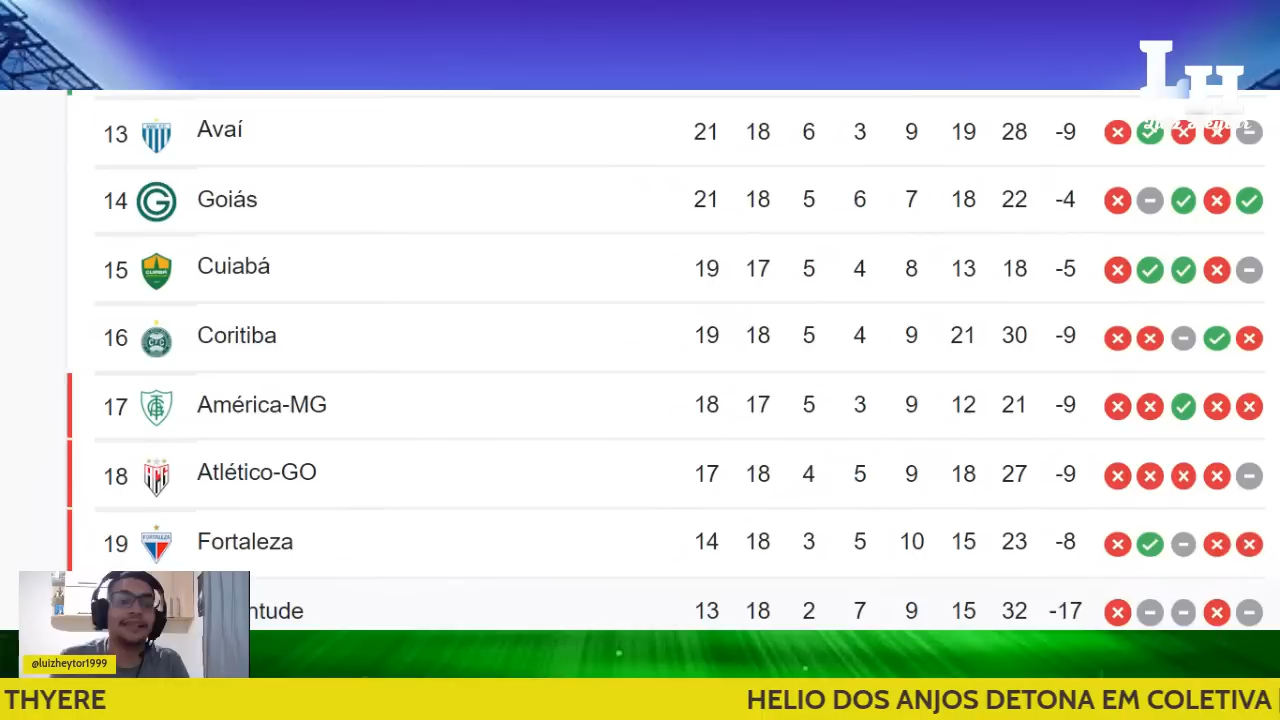 LH
Luiz Heytor
13 Avaí 21 18 6 3 9 19 28 -9
14 Goiás 21 18 5 6 7 18 22 -4
15 Cuiabá 19 17 5 4 8 13 18 -5
16 Coritiba 19 18 5 4 9 21 30 -9
17 América-MG 18 17 5 3 9 12 21 -9
18 Atlético-GO 17 18 4 5 9 18 27 -9
19 Fortaleza 14 18 3 5 10 15 23 -8
ntude 13 18 2 7 9 15 32 -17
@luizheytor1999
THYERE HELIO DOS ANJOS DETONA EM COLETIVA |